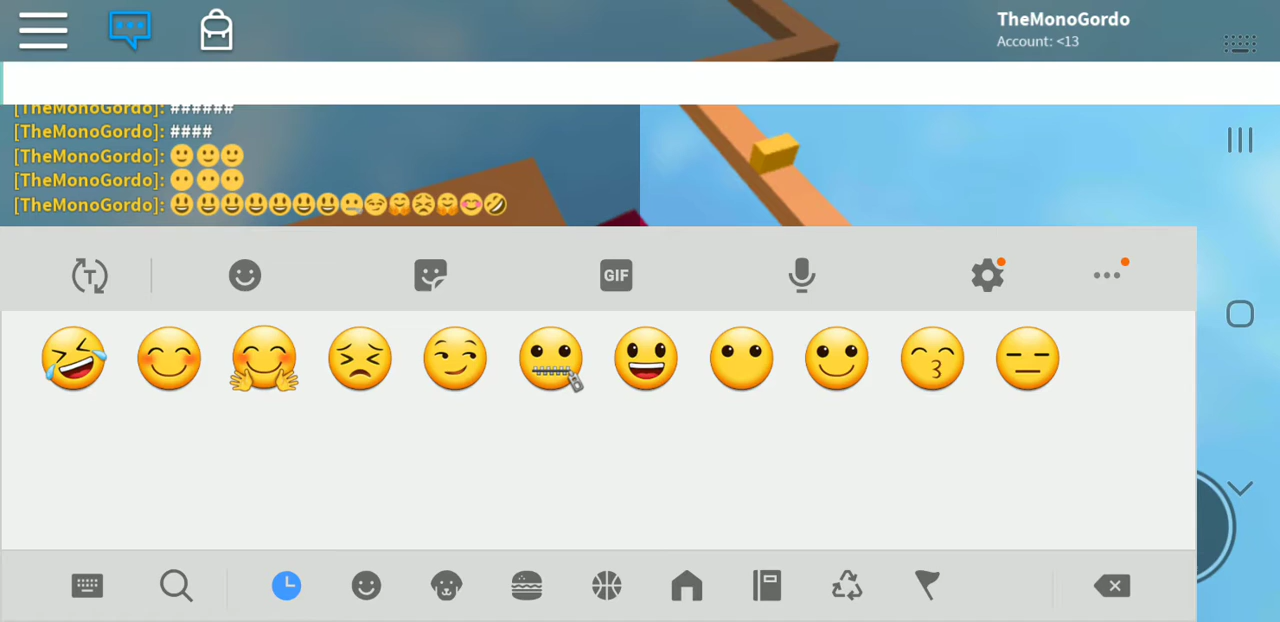 TheMonoGordo
Account: <13
[TheMonoGordo]: ######
[TheMonoGordo]: ####
[TheMonoGordo]: 🙂 🙂 🙂
[TheMonoGordo]: 😶 😶 😶
[TheMonoGordo]: 😃😃😃😃😃😃😃🤐😏🤗😣🤗😊🤣
T
GIF